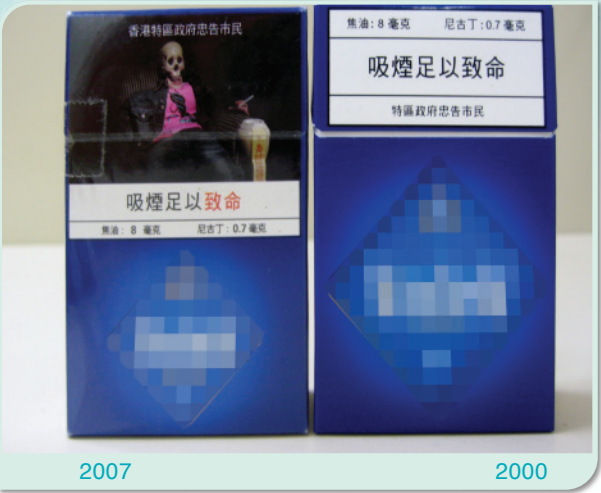 香港特區政府忠告市民
吸煙足以致命
焦油: 8 毫克 尼古丁: 0.7 毫克
焦油: 8 毫克 尼古丁: 0.7 毫克
吸煙足以致命
特區政府忠告市民
2007
2000